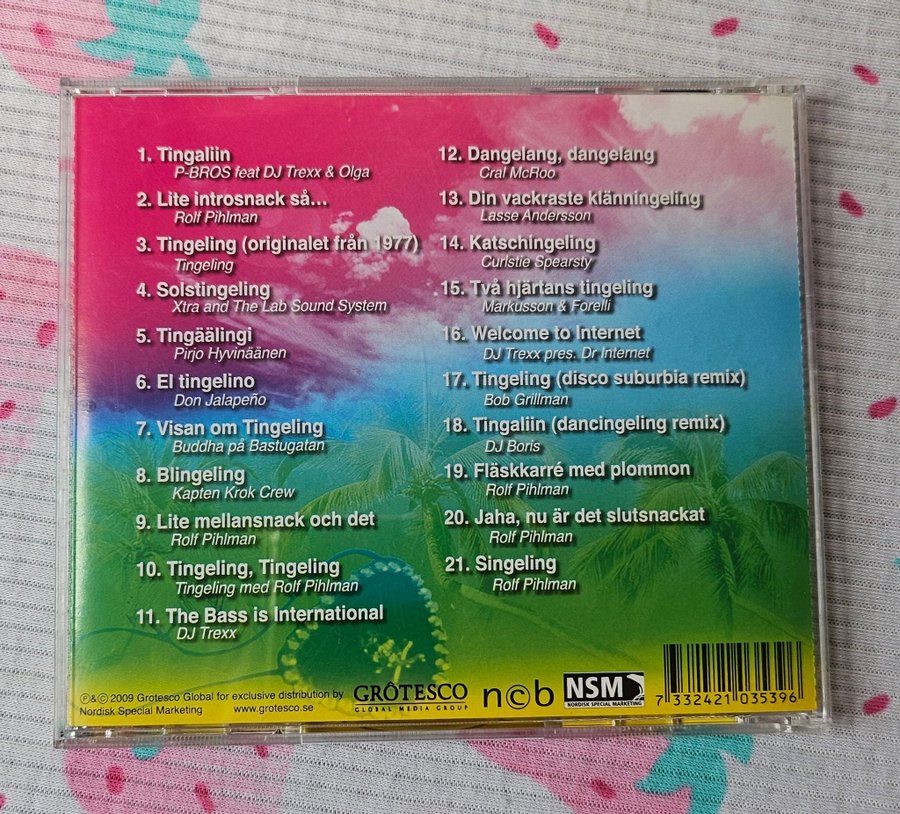 1. Tingaliin
P-BROS feat DJ Trexx & Olga
2. Lite introsnack så...
Rolf Pihlman
3. Tingeling (originalet från 1977)
Tingeling
4. Solstingeling
Xtra and The Lab Sound System
5. Tingäälingi
Pirjo Hyvinäänen
6. El tingelino
Don Jalapeño
7. Visan om Tingeling
Buddha på Bastugatan
8. Blingeling
Kapten Krok Crew
9. Lite mellansnack och det
Rolf Pihlman
10. Tingeling, Tingeling
Tingeling med Rolf Pihlman
11. The Bass is International
DJ Trexx
12. Dangelang, dangelang
Cral McRoo
13. Din vackraste klänningeling
Lasse Andersson
14. Katschingeling
Curlstie Spearsty
15. Två hjärtans tingeling
Markusson & Forelli
16. Welcome to Internet
DJ Trexx pres. Dr Internet
17. Tingeling (disco suburbia remix)
Bob Grillman
18. Tingaliin (dancingeling remix)
DJ Boris
19. Fläskkarré med plommon
Rolf Pihlman
20. Jaha, nu är det slutsnackat
Rolf Pihlman
21. Singeling
Rolf Pihlman
℗&© 2009 Grotesco Global for exclusive distribution by
Nordisk Special Marketing
www.grotesco.se
GRÔTESCO
GLOBAL MEDIA GROUP
ncb
NSM
NORDISK SPECIAL MARKETING
7 332421 035396